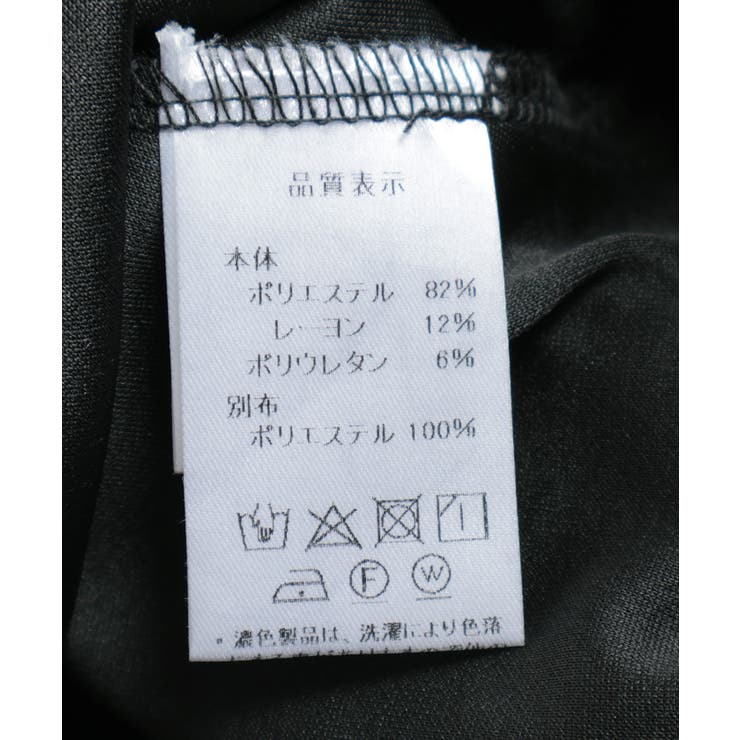 品質表示
本体
ポリエステル 82%
レーヨン 12%
ポリウレタン 6%
別布
ポリエステル 100%
F W
*濃色製品は、洗濯により色落